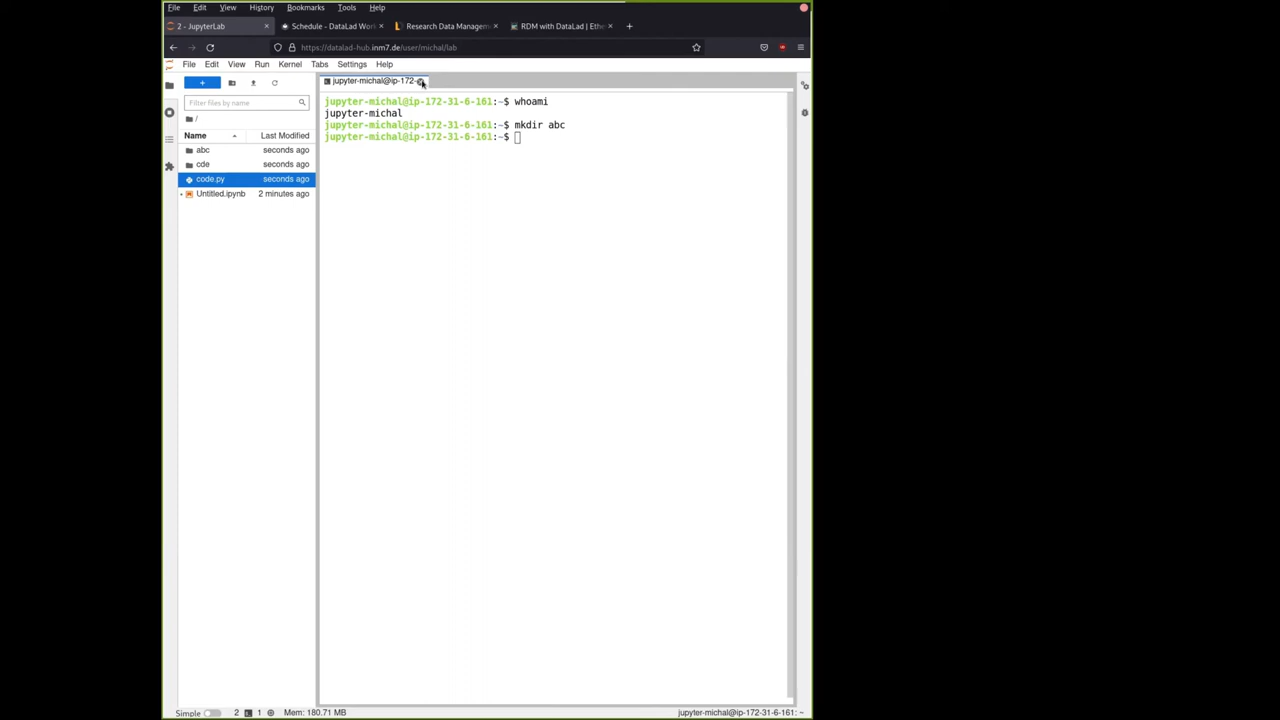 File Edit View History Bookmarks Tools Help
2 - JupyterLab × Schedule - DataLad Wor × Research Data Managem × RDM with DataLad | Ethe × +
https://datalad-hub.inm7.de/user/michal/lab
File Edit View Run Kernel Tabs Settings Help
+
jupyter-michal@ip-172-
Filter files by name
/
Name Last Modified
abc seconds ago
cde seconds ago
code.py seconds ago
Untitled.ipynb 2 minutes ago
jupyter-michal@ip-172-31-6-161:~$ whoami
jupyter-michal
jupyter-michal@ip-172-31-6-161:~$ mkdir abc
jupyter-michal@ip-172-31-6-161:~$
Simple 2 1 Mem: 180.71 MB jupyter-michal@ip-172-31-6-161: ~